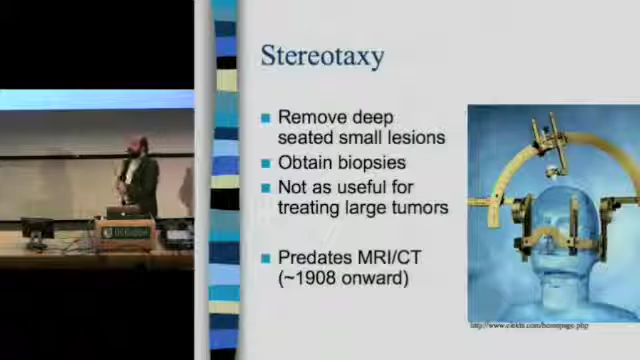 Stereotaxy
Remove deep
seated small lesions
Obtain biopsies
Not as useful for
treating large tumors
Predates MRI/CT
(~1908 onward)